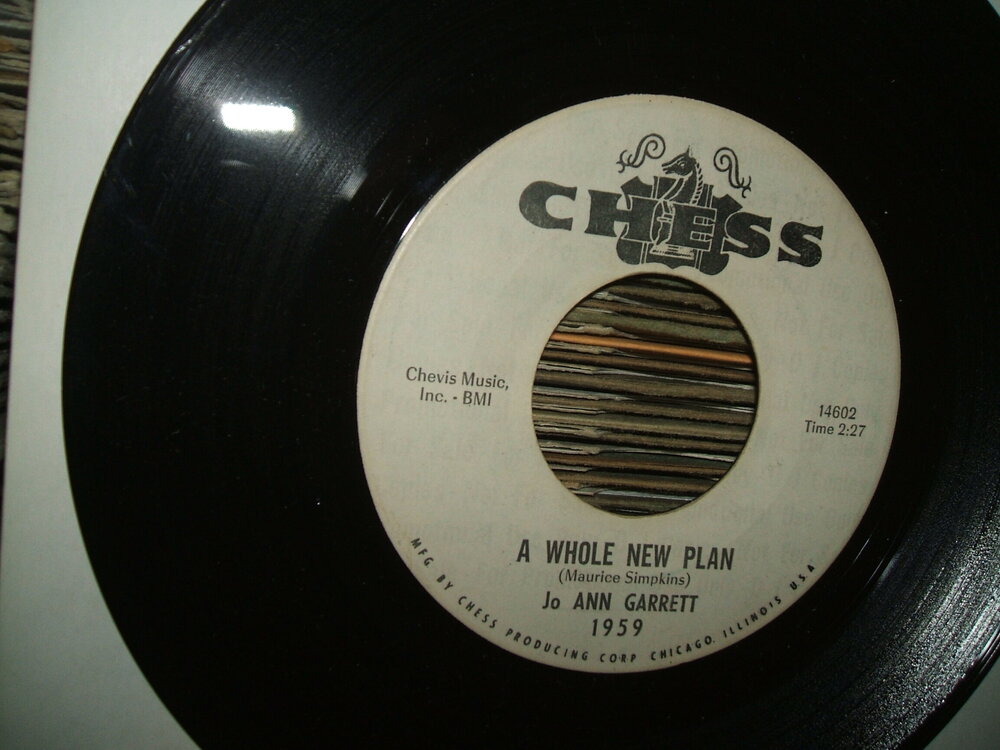 CHESS
Chevis Music,
Inc. - BMI
14602
Time 2:27
A WHOLE NEW PLAN
(Maurice Simpkins)
Jo ANN GARRETT
1959
MFG. BY CHESS PRODUCING CORP CHICAGO. ILLINOIS U.S.A